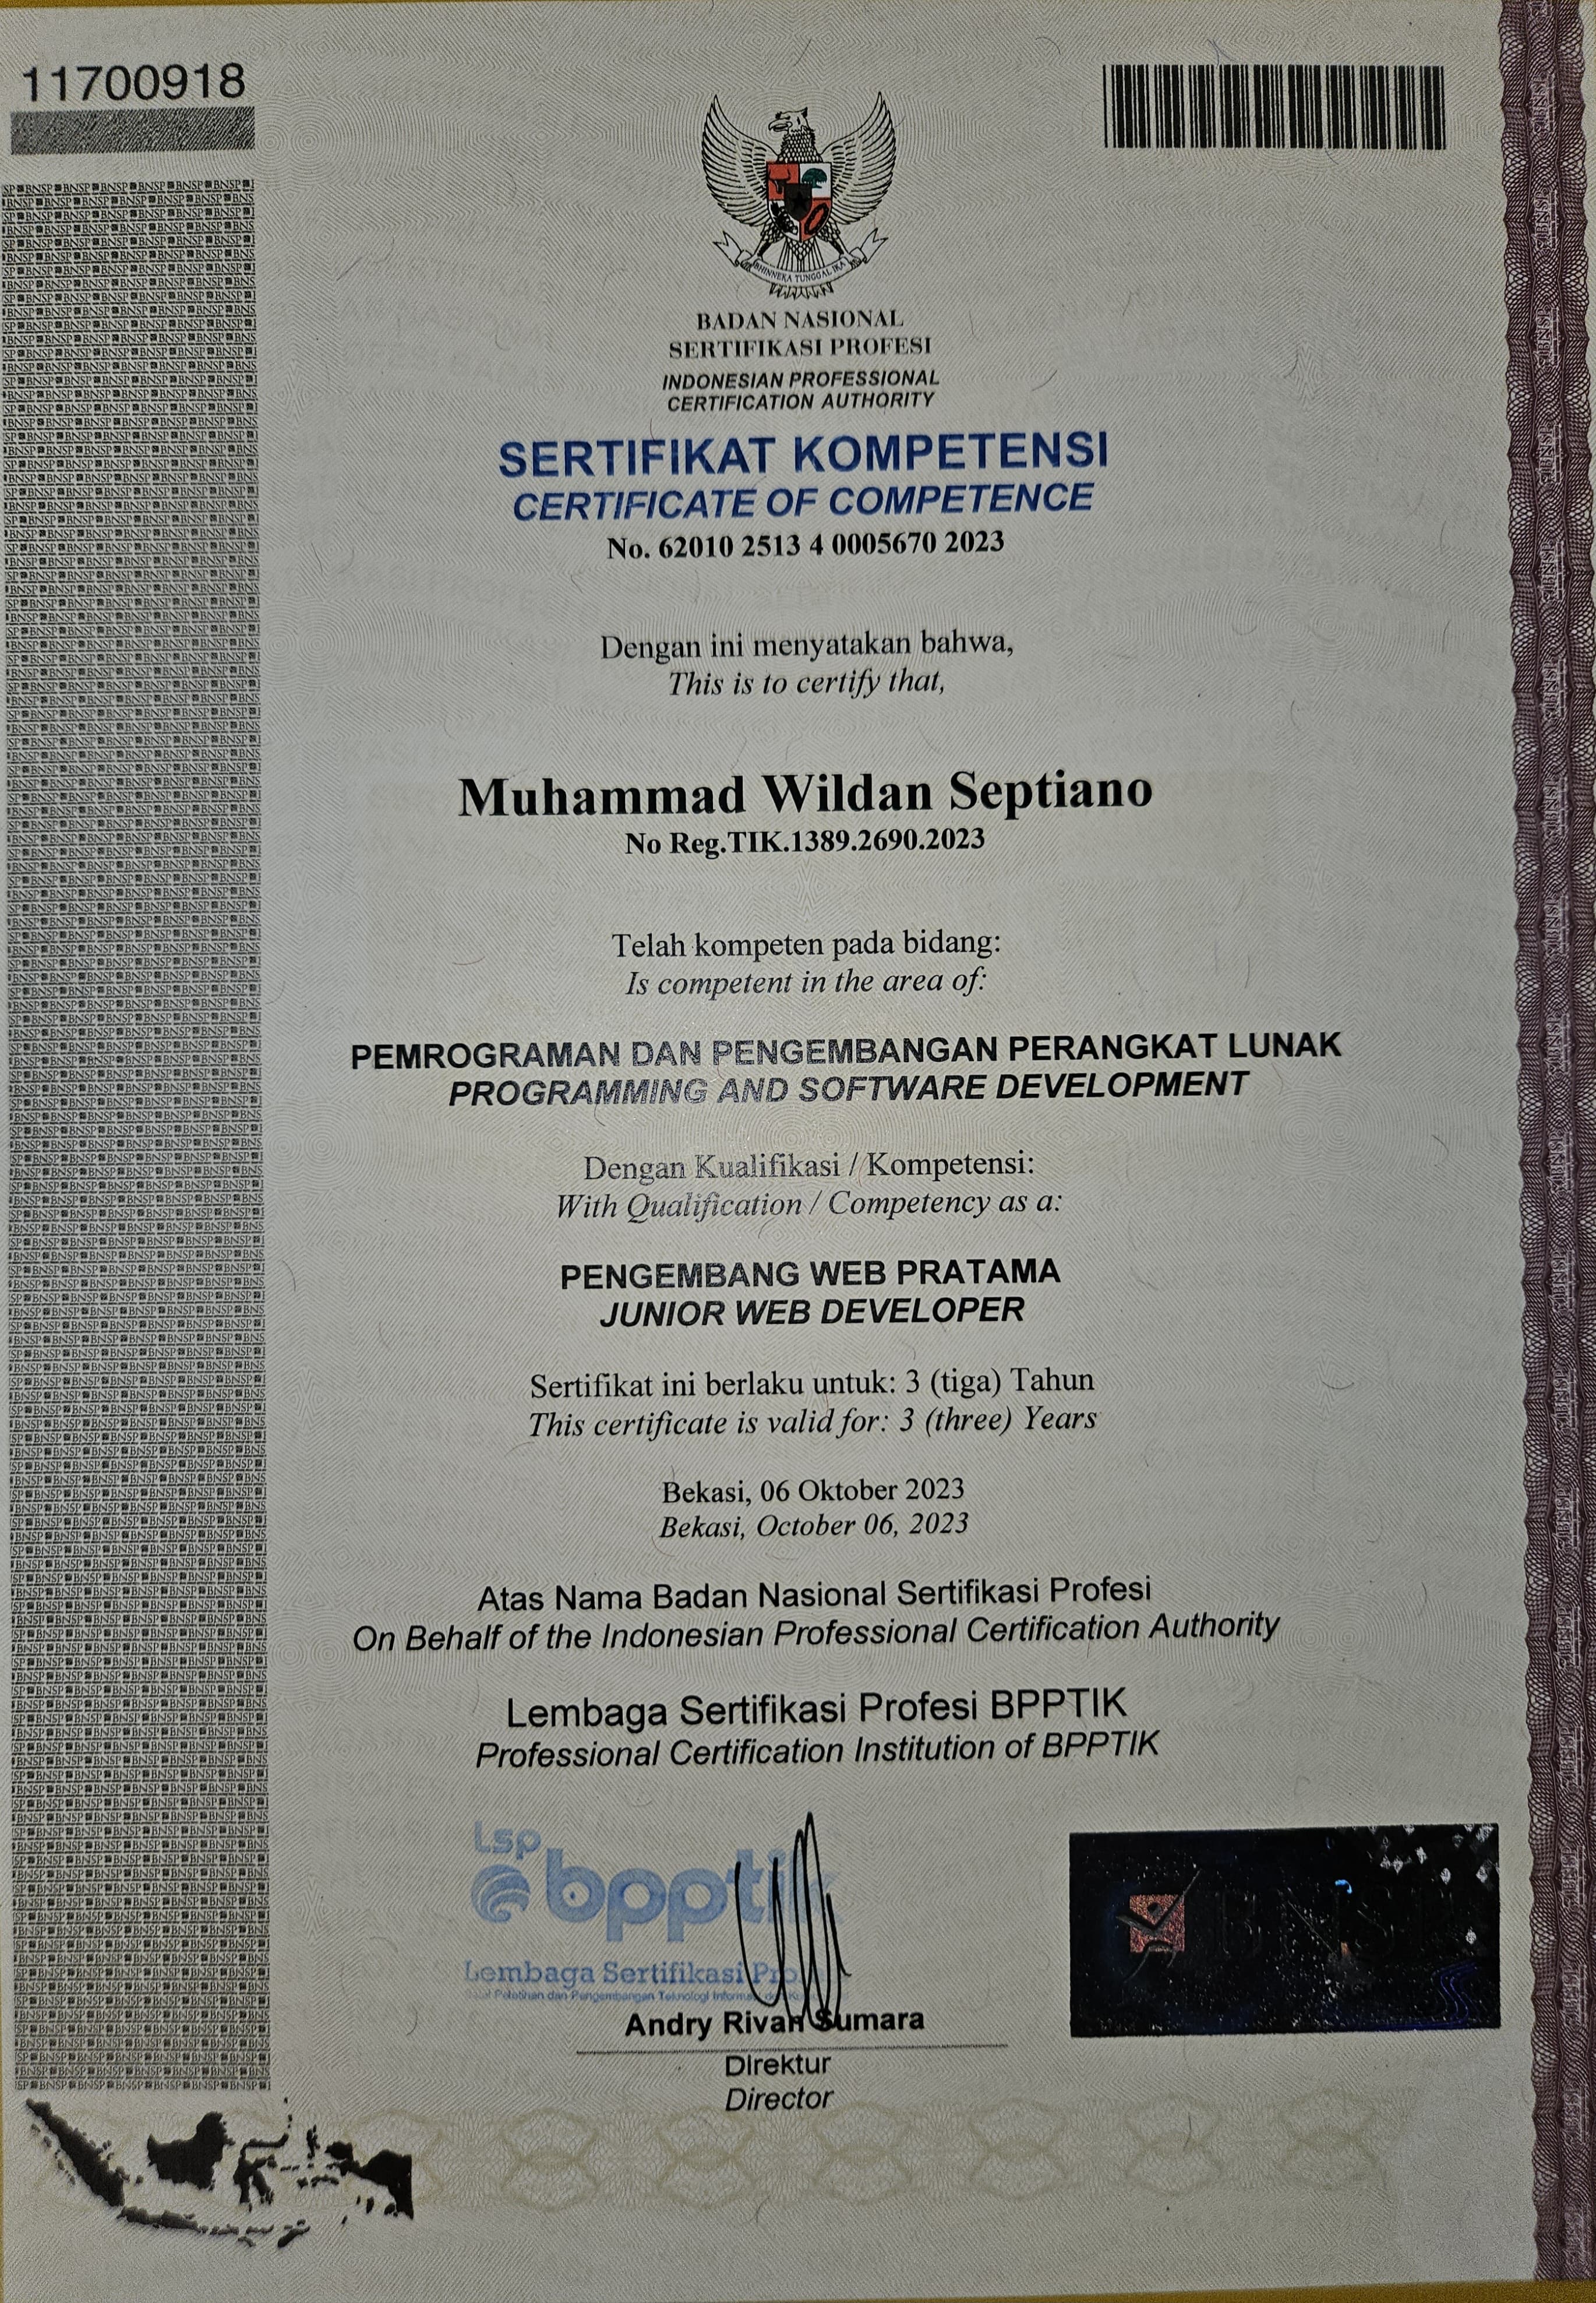 11700918
BHINNEKA TUNGGAL IKA
BADAN NASIONAL
SERTIFIKASI PROFESI
INDONESIAN PROFESSIONAL
CERTIFICATION AUTHORITY
SERTIFIKAT KOMPETENSI
CERTIFICATE OF COMPETENCE
No. 62010 2513 4 0005670 2023
Dengan ini menyatakan bahwa,
This is to certify that,
Muhammad Wildan Septiano
No Reg.TIK.1389.2690.2023
Telah kompeten pada bidang:
Is competent in the area of:
PEMROGRAMAN DAN PENGEMBANGAN PERANGKAT LUNAK
PROGRAMMING AND SOFTWARE DEVELOPMENT
Dengan Kualifikasi / Kompetensi:
With Qualification / Competency as a:
PENGEMBANG WEB PRATAMA
JUNIOR WEB DEVELOPER
Sertifikat ini berlaku untuk: 3 (tiga) Tahun
This certificate is valid for: 3 (three) Years
Bekasi, 06 Oktober 2023
Bekasi, October 06, 2023
Atas Nama Badan Nasional Sertifikasi Profesi
On Behalf of the Indonesian Professional Certification Authority
Lembaga Sertifikasi Profesi BPPTIK
Professional Certification Institution of BPPTIK
Lsp
bpptik
Lembaga Sertifikasi
Pelatihan dan Pengembangan Teknologi
Andry Rivan Sumara
Direktur
Director
BNSP